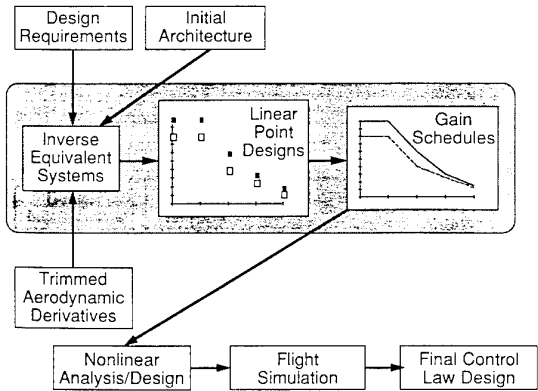 Design
Requirements
Initial
Architecture
Inverse
Equivalent
Systems
Linear
Point
Designs
Gain
Schedules
Trimmed
Aerodynamic
Derivatives
Nonlinear
Analysis/Design
Flight
Simulation
Final Control
Law Design